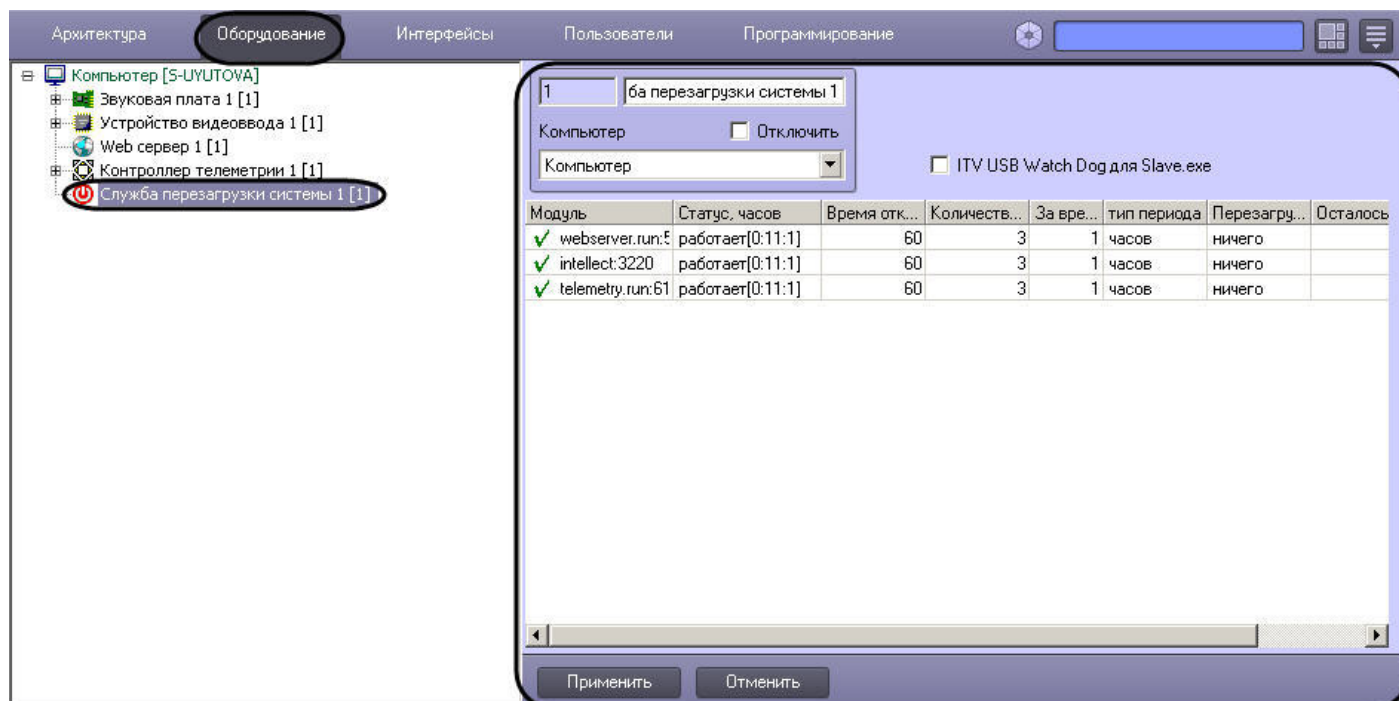 Архитектура Оборудование Интерфейсы Пользователи Программирование
Компьютер [S-UYUTOVA]
Звуковая плата 1 [1]
Устройство видеоввода 1 [1]
Web сервер 1 [1]
Контроллер телеметрии 1 [1]
Служба перезагрузки системы 1 [1]
1 ба перезагрузки системы 1
Компьютер Отключить
Компьютер
ITV USB Watch Dog для Slave.exe
Модуль Статус, часов Время отк... Количеств... За вре... тип периода Перезагру... Осталось
webserver.run:5 работает[0:11:1] 60 3 1 часов ничего
intellect:3220 работает[0:11:1] 60 3 1 часов ничего
telemetry.run:61 работает[0:11:1] 60 3 1 часов ничего
Применить Отменить